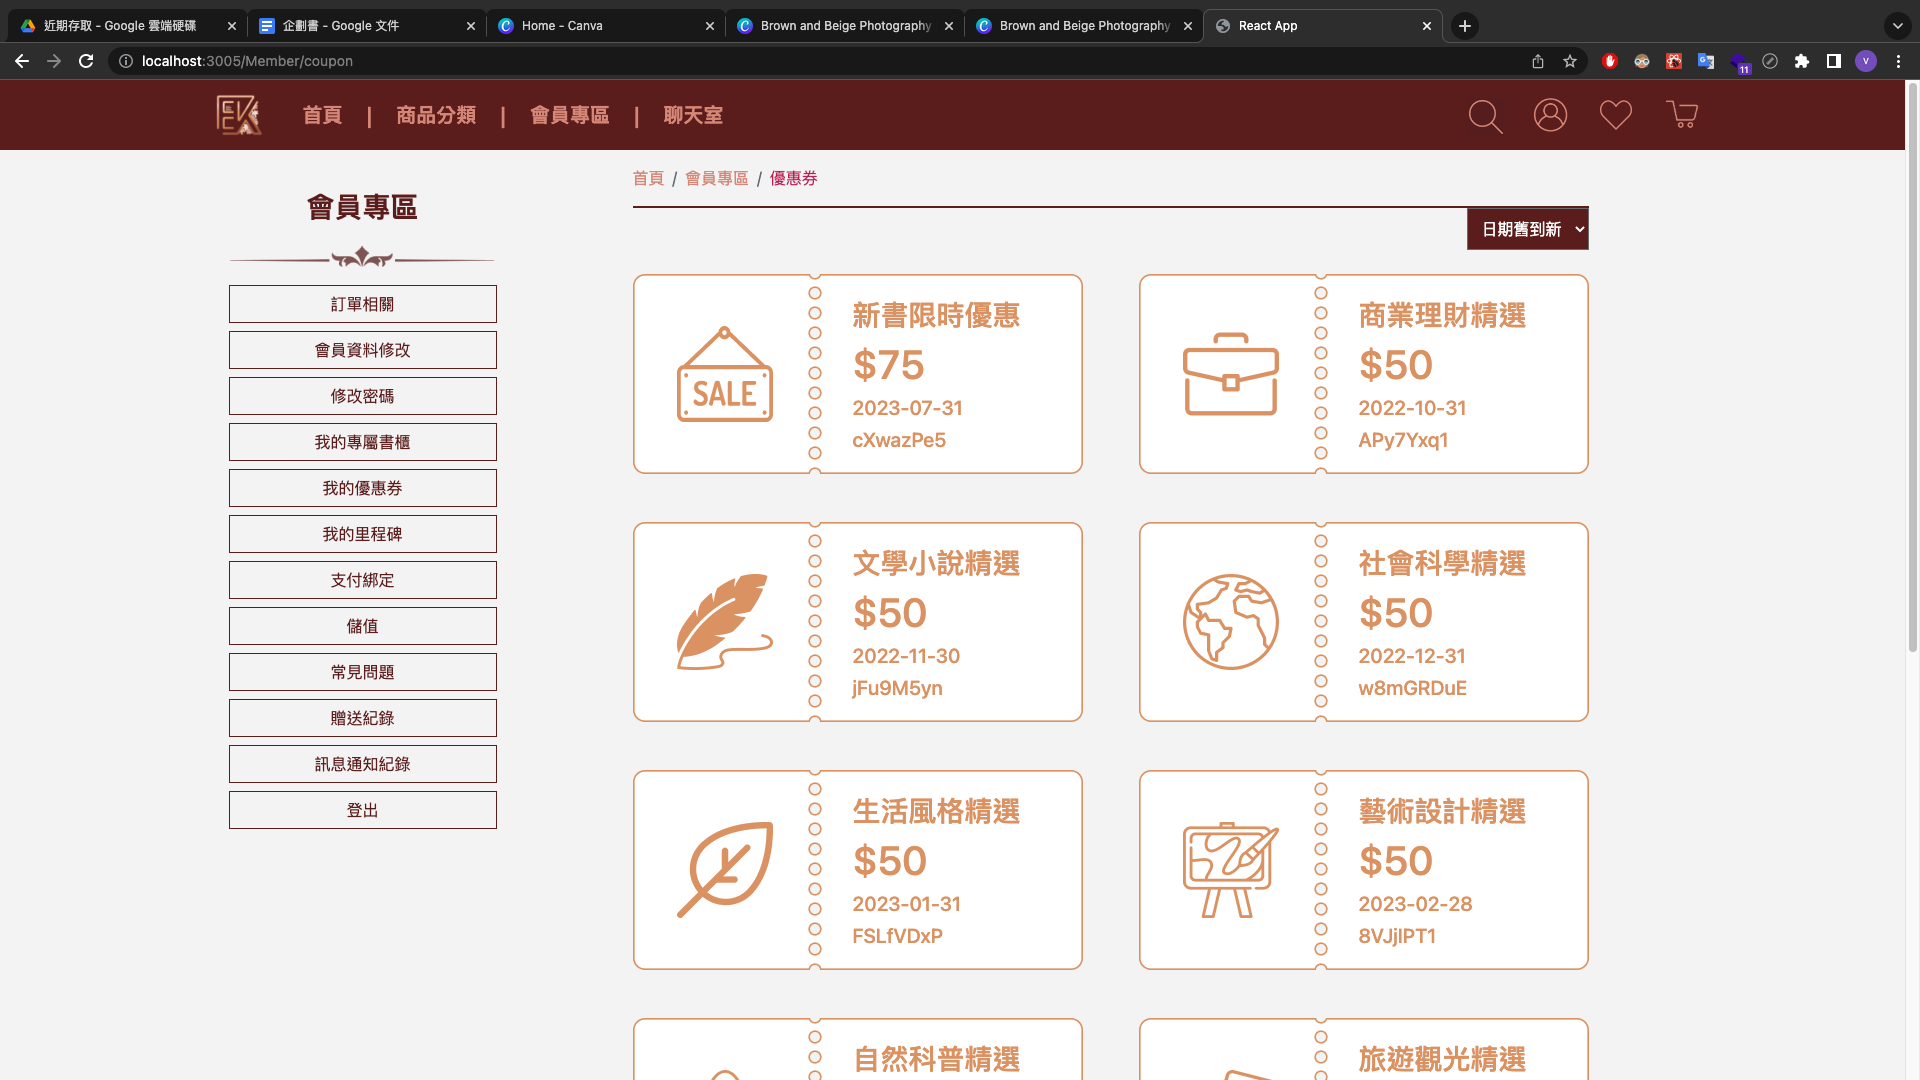 近期存取 - Google 雲端硬碟
企劃書 - Google 文件
Home - Canva
Brown and Beige Photography
Brown and Beige Photography
React App
localhost:3005/Member/coupon
11
V
EK
首頁 | 商品分類 | 會員專區 | 聊天室
會員專區
訂單相關
會員資料修改
修改密碼
我的專屬書櫃
我的優惠券
我的里程碑
支付綁定
儲值
常見問題
贈送紀錄
訊息通知紀錄
登出
首頁 / 會員專區 / 優惠券
日期舊到新
SALE
新書限時優惠
$75
2023-07-31
cXwazPe5
商業理財精選
$50
2022-10-31
APy7Yxq1
文學小說精選
$50
2022-11-30
jFu9M5yn
社會科學精選
$50
2022-12-31
w8mGRDuE
生活風格精選
$50
2023-01-31
FSLfVDxP
藝術設計精選
$50
2023-02-28
自然科普精選
旅遊觀光精選